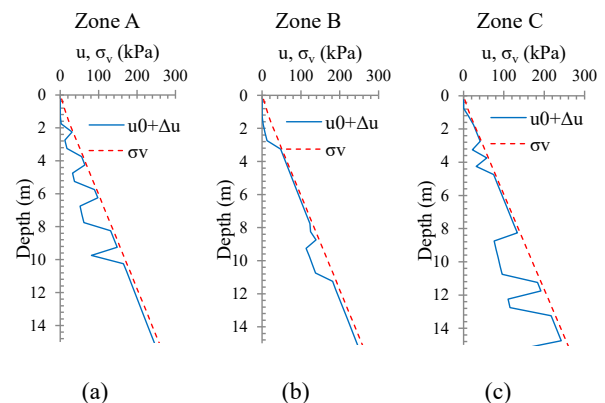 Zone A
u, σv (kPa)
0 100 200 300
0
2
4
6
8
10
12
14
Depth (m)
u0+Δu
σv
(a)
Zone B
u, σv (kPa)
0 100 200 300
0
2
4
6
8
10
12
14
Depth (m)
u0+Δu
σv
(b)
Zone C
u, σv (kPa)
0 100 200 300
0
2
4
6
8
10
12
14
Depth (m)
u0+Δu
σv
(c)